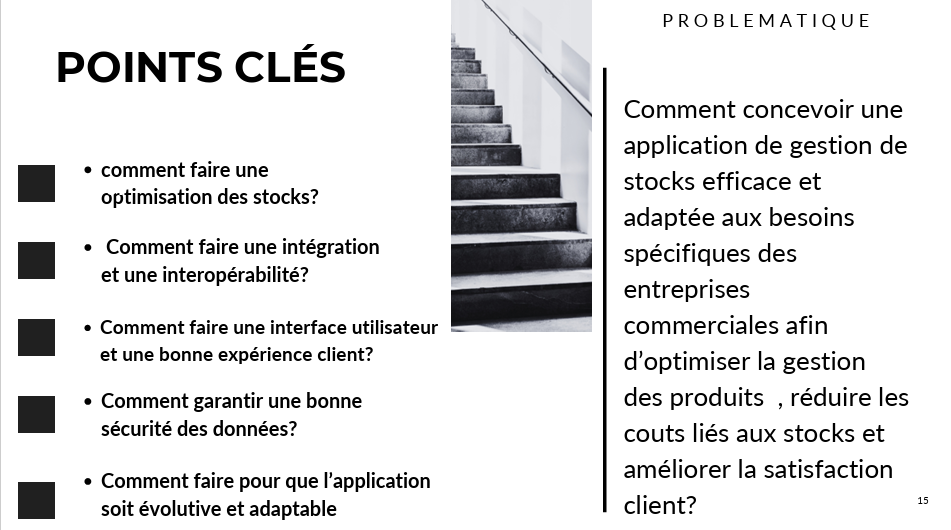 POINTS CLÉS
• comment faire une
optimisation des stocks?
• Comment faire une intégration
et une interopérabilité?
• Comment faire une interface utilisateur
et une bonne expérience client?
• Comment garantir une bonne
sécurité des données?
• Comment faire pour que l’application
soit évolutive et adaptable
PROBLEMATIQUE
Comment concevoir une
application de gestion de
stocks efficace et
adaptée aux besoins
spécifiques des
entreprises
commerciales afin
d’optimiser la gestion
des produits , réduire les
couts liés aux stocks et
améliorer la satisfaction
client?
15